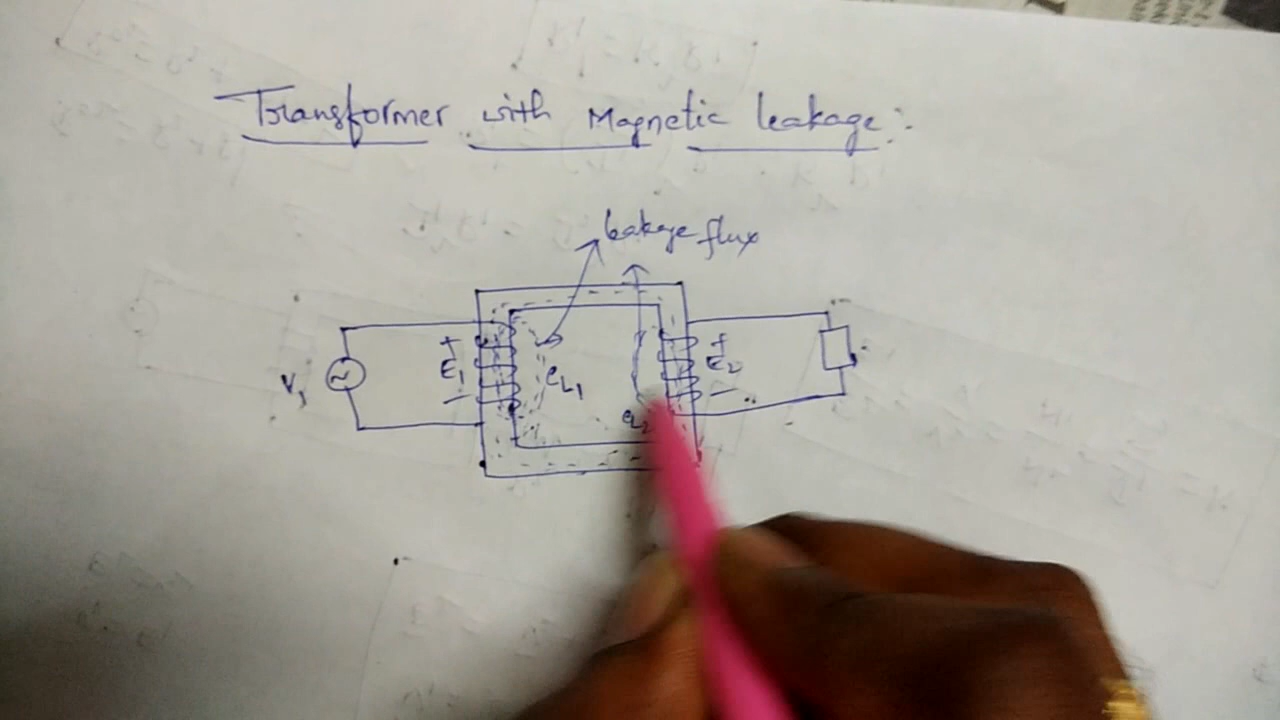 Transformer with Magnetic leakage:
leakage flux
V1
E1
eL1
E2